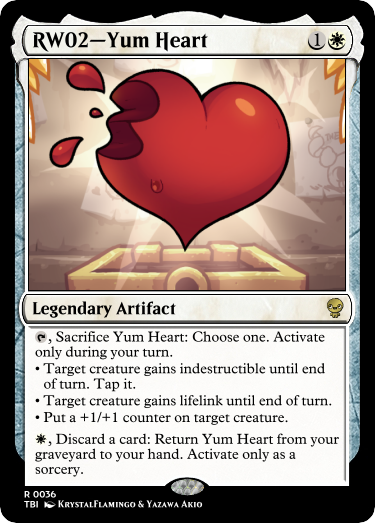 RW02—Yum Heart 1
Legendary Artifact
, Sacrifice Yum Heart: Choose one. Activate
only during your turn.
• Target creature gains indestructible until end
of turn. Tap it.
• Target creature gains lifelink until end of turn.
• Put a +1/+1 counter on target creature.
, Discard a card: Return Yum Heart from your
graveyard to your hand. Activate only as a
sorcery.
R 0036
TBI KrystalFlamingo & Yazawa Akio